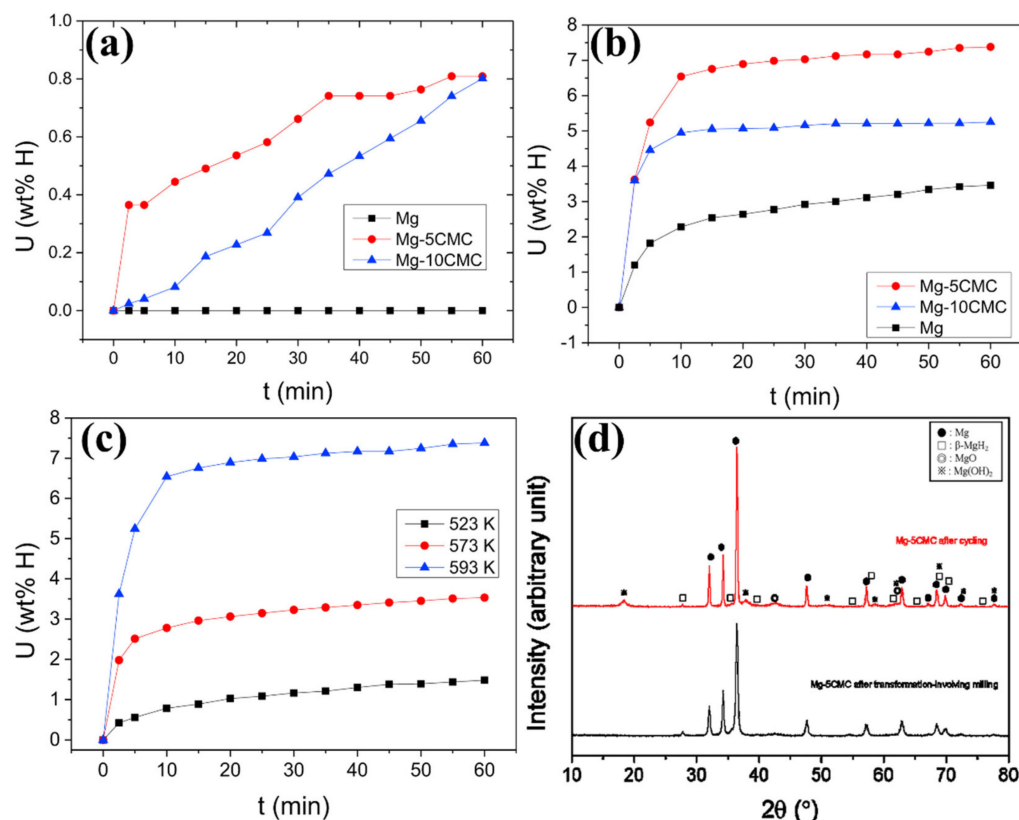 (a)
1.0
0.8
0.6
0.4
0.2
0.0
U (wt% H)
Mg
Mg-5CMC
Mg-10CMC
0 10 20 30 40 50 60
t (min)
(b)
8
7
6
5
4
3
2
1
0
-1
U (wt% H)
Mg-5CMC
Mg-10CMC
Mg
0 10 20 30 40 50 60
t (min)
(c)
8
7
6
5
4
3
2
1
0
U (wt% H)
523 K
573 K
593 K
0 10 20 30 40 50 60
t (min)
(d)
● : Mg
□ : β-MgH₂
◎ : MgO
※ : Mg(OH)₂
Mg-5CMC after cycling
Mg-5CMC after transformation-involving milling
Intensity (arbitrary unit)
10 20 30 40 50 60 70 80
2θ (°)